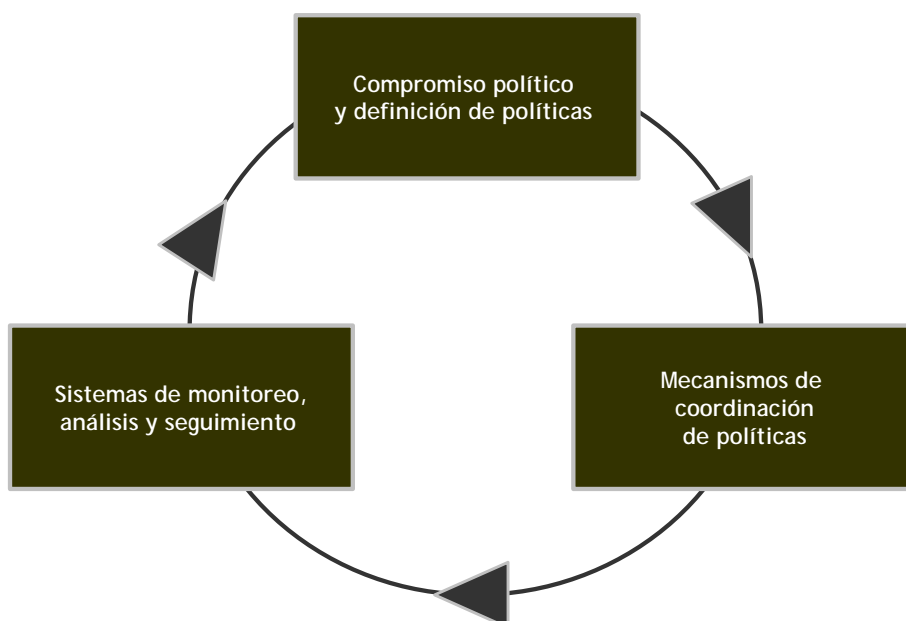 Compromiso político
y definición de políticas
Sistemas de monitoreo,
análisis y seguimiento
Mecanismos de
coordinación
de políticas